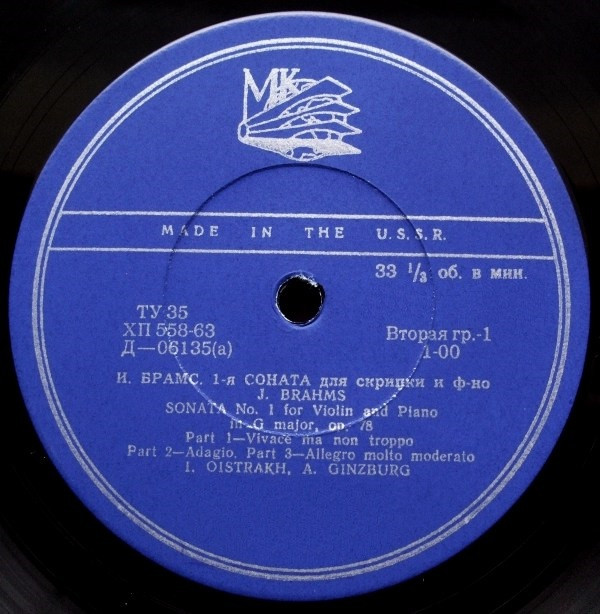 МК
MADE IN THE U.S.S.R.
33 1/3 об. в мин.
ТУ 35
ХП 558-63
Д—06135(а)
Вторая гр.-1
1-00
И. БРАМС. 1-я СОНАТА для скрипки и ф-но
J. BRAHMS
SONATA No. 1 for Violin and Piano
in G major, op. 78
Part 1—Vivace ma non troppo
Part 2—Adagio. Part 3—Allegro molto moderato
I. OISTRAKH, A. GINZBURG